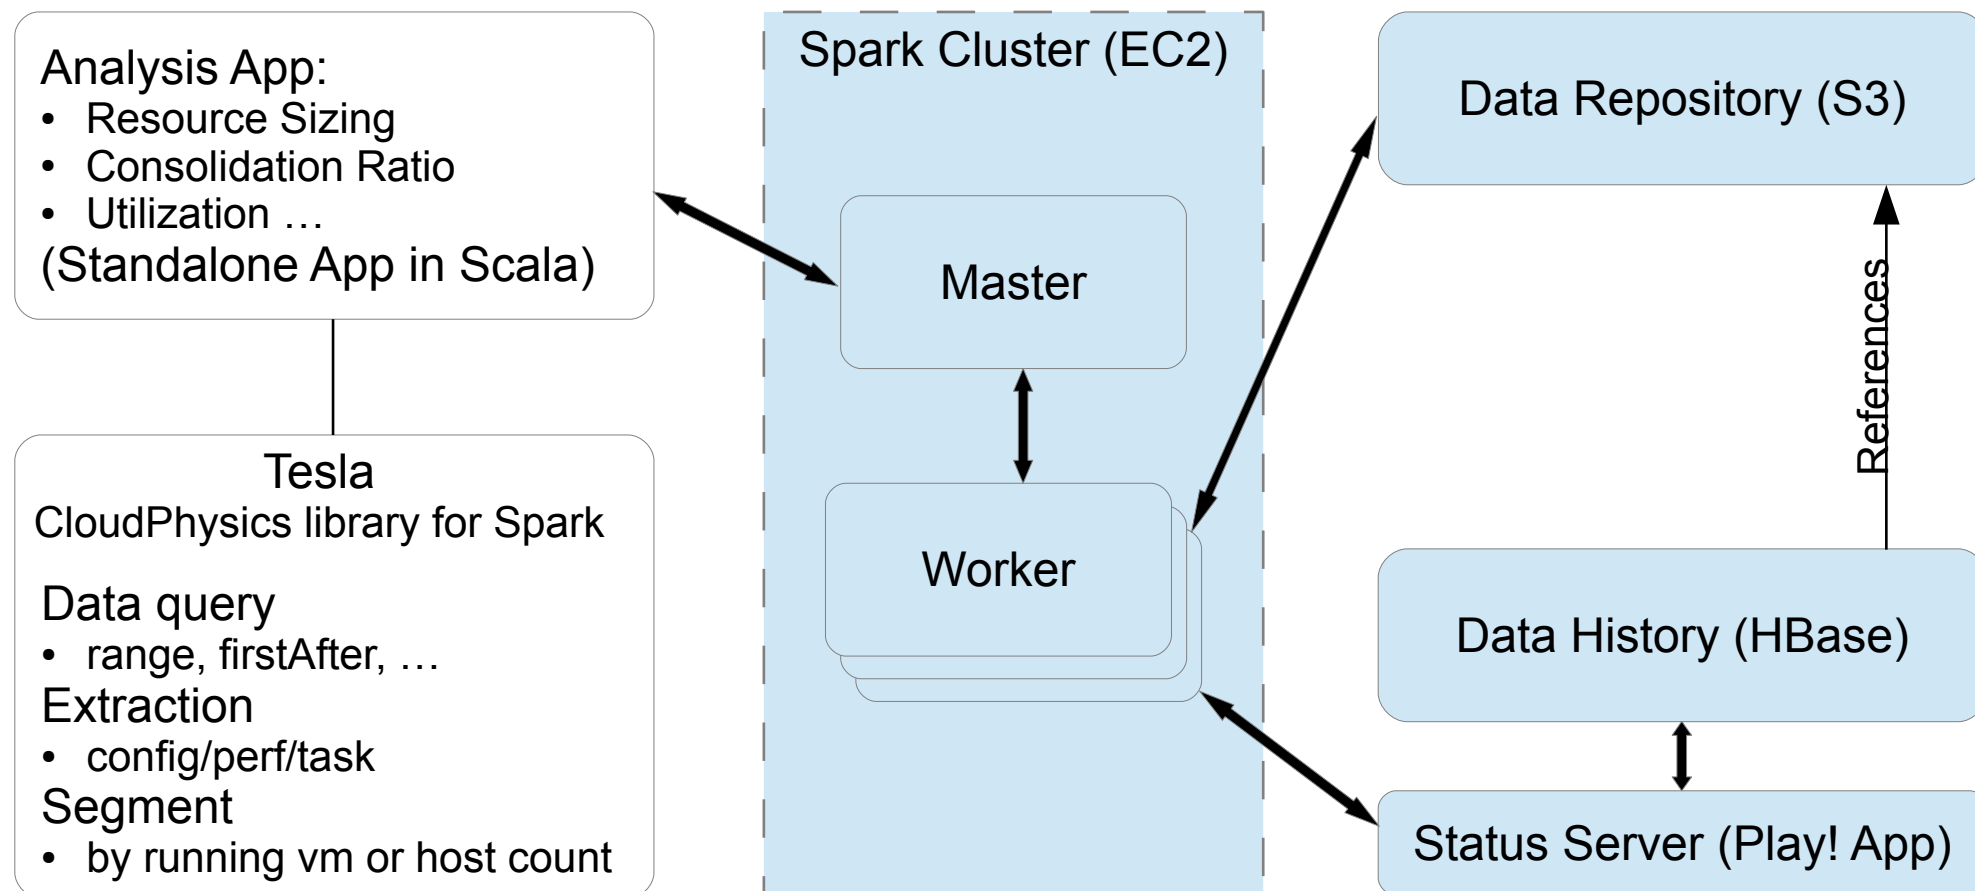 Analysis App:
• Resource Sizing
• Consolidation Ratio
• Utilization …
(Standalone App in Scala)
Tesla
CloudPhysics library for Spark
Data query
• range, firstAfter, …
Extraction
• config/perf/task
Segment
• by running vm or host count
Spark Cluster (EC2)
Master
Worker
Data Repository (S3)
References
Data History (HBase)
Status Server (Play! App)